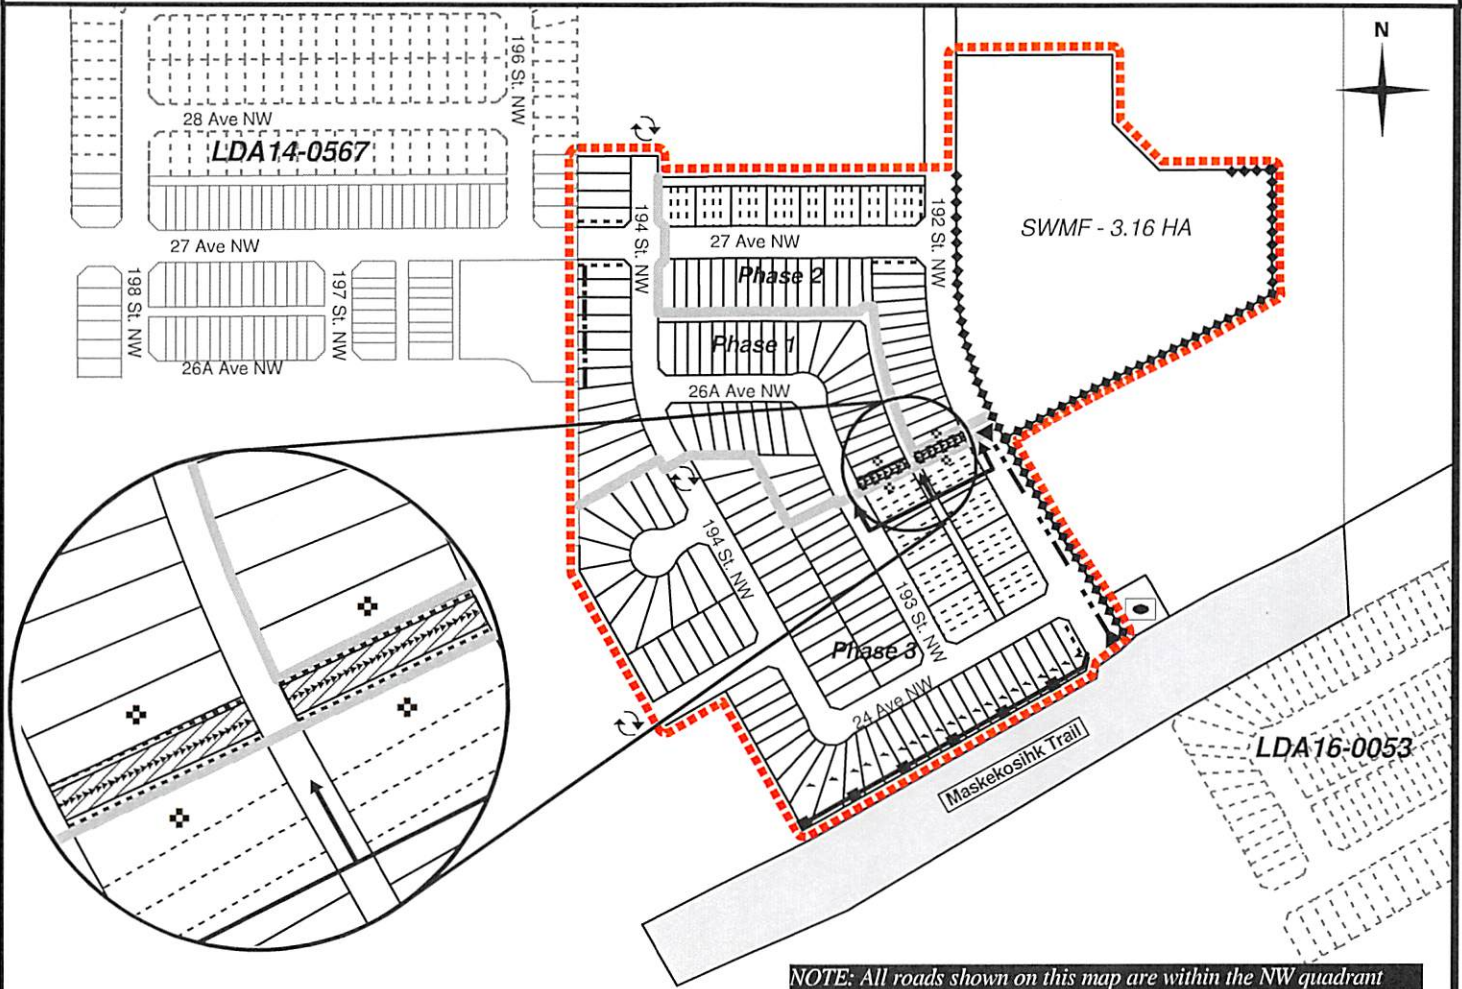 N
196 St. NW
28 Ave NW
LDA14-0567
194 St. NW
192 St. NW
SWMF - 3.16 HA
27 Ave NW
27 Ave NW
198 St. NW
197 St. NW
Phase 2
Phase 1
26A Ave NW
26A Ave NW
194 St. NW
193 St. NW
Phase 3
24 Ave NW
Maskekosihk Trail
LDA16-0053
NOTE: All roads shown on this map are within the NW quadrant